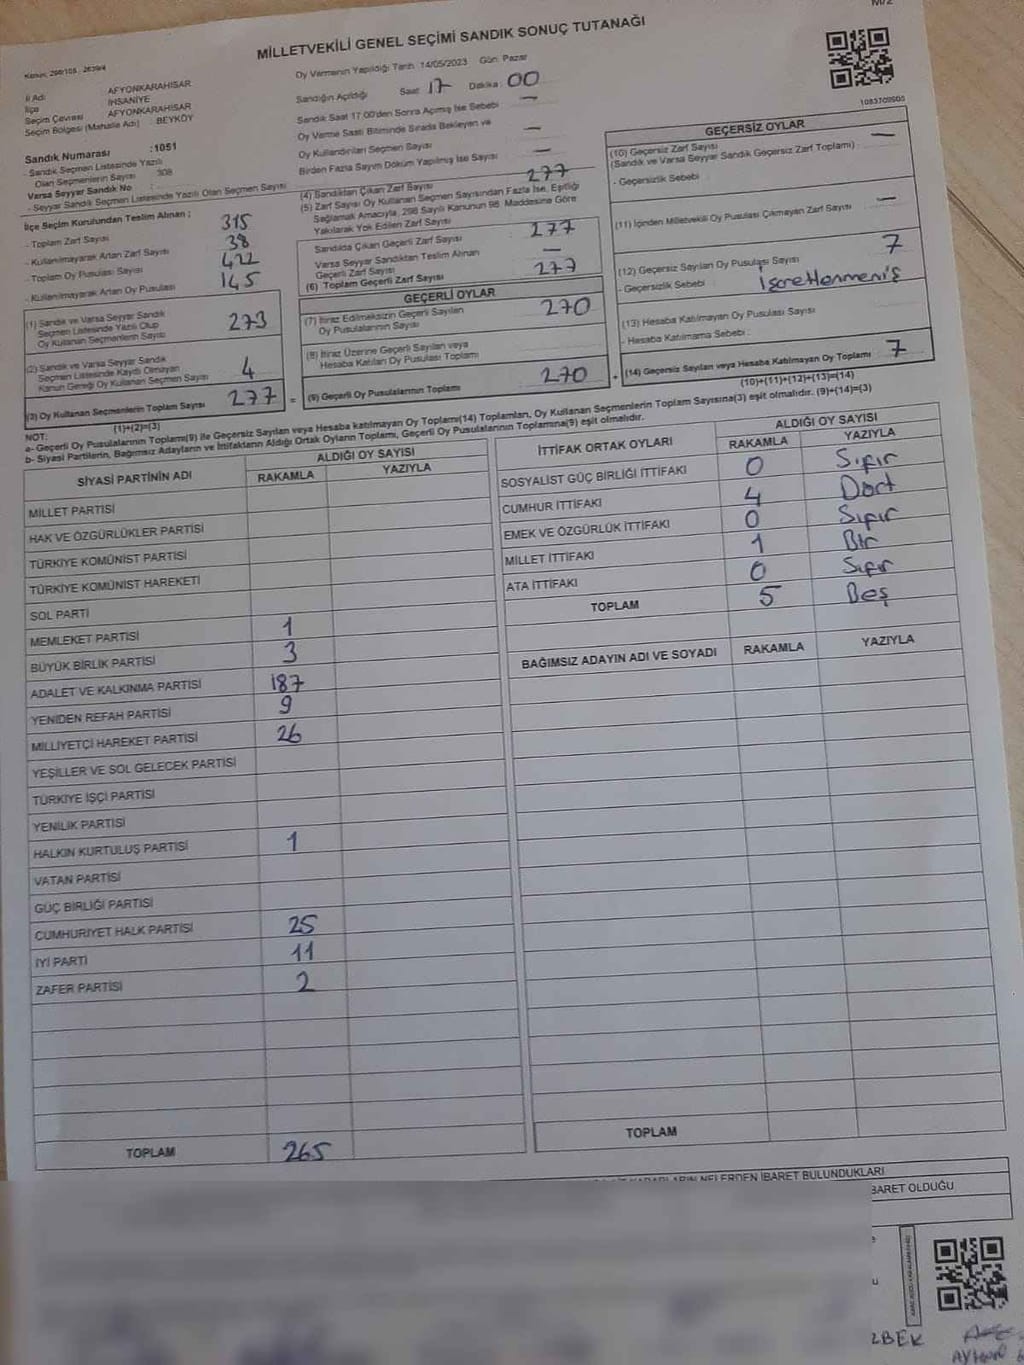 MİLLETVEKİLİ GENEL SEÇİMİ SANDIK SONUÇ TUTANAĞI
Oy Vermenin Yapıldığı Tarih :14/05/2023 Gün: Pazar
İl Adı : AFYONKARAHİSAR
İlçe : İHSANİYE
Seçim Çevresi : AFYONKARAHİSAR
Seçim Bölgesi (Mahalle Adı) : BEYKÖY
Sandık Numarası :1051
- Sandık Seçmen Listesinde Yazılı
Olan Seçmenlerin Sayısı : 308
Varsa Seyyar Sandık No :
- Seyyar Sandık Seçmen Listesinde Yazılı Olan Seçmen Sayısı
Sandığın Açıldığı Saat 17 Dakika: 00
Sandık Saat 17.00'den Sonra Açılmış İse Sebebi —
Oy Verme Saati Bitiminde Sırada Bekleyen ve
Oy Kullandırılan Seçmen Sayısı —
Birden Fazla Sayım Döküm Yapılmış İse Sayısı —
İlçe Seçim Kurulundan Teslim Alınan ;
- Toplam Zarf Sayısı 315
- Kullanılmayarak Artan Zarf Sayısı 38
- Toplam Oy Pusulası Sayısı 422
- Kullanılmayarak Artan Oy Pusulası 145
(1) Sandık ve Varsa Seyyar Sandık
Seçmen Listesinde Yazılı Olup
Oy Kullanan Seçmenlerin Sayısı 273
(2) Sandık ve Varsa Seyyar Sandık
Seçmen Listesinde Kaydı Olmayan
Kanun Gereği Oy Kullanan Seçmen Sayısı 4
(3) Oy Kullanan Seçmenlerin Toplam Sayısı 277 =
(1)+(2)=(3)
(4) Sandıktan Çıkan Zarf Sayısı 277
(5) Zarf Sayısı Oy Kullanan Seçmen Sayısından Fazla İse, Eşitliği
Sağlamak Amacıyla, 298 Sayılı Kanunun 98. Maddesine Göre
Yakılarak Yok Edilen Zarf Sayısı
Sandıkda Çıkan Geçerli Zarf Sayısı 277
Varsa Seyyar Sandıktan Teslim Alınan
Geçerli Zarf Sayısı —
(6) Toplam Geçerli Zarf Sayısı 277
GEÇERLİ OYLAR
(7) İtiraz Edilmeksizin Geçerli Sayılan
Oy Pusulalarının Sayısı 270
(8) İtiraz Üzerine Geçerli Sayılan veya
Hesaba Katılan Oy Pusulası Toplamı
(9) Geçerli Oy Pusulalarının Toplamı 270 +
GEÇERSİZ OYLAR
(10) Geçersiz Zarf Sayısı —
(Sandık ve Varsa Seyyar Sandık Geçersiz Zarf Toplamı) :
- Geçersizlik Sebebi :
(11) İçinden Milletvekili Oy Pusulası Çıkmayan Zarf Sayısı —
(12) Geçersiz Sayılan Oy Pusulası Sayısı 7
- Geçersizlik Sebebi : İşaretlenmemiş
(13) Hesaba Katılmayan Oy Pusulası Sayısı
- Hesaba Katılmama Sebebi :
(14) Geçersiz Sayılan veya Hesaba Katılmayan Oy Toplamı 7
(10)+(11)+(12)+(13)=(14)
NOT:
a- Geçerli Oy Pusulalarının Toplamı(9) ile Geçersiz Sayılan veya Hesaba katılmayan Oy Toplamı(14) Toplamları, Oy Kullanan Seçmenlerin Toplam Sayısına(3) eşit olmalıdır. (9)+(14)=(3)
b- Siyasi Partilerin, Bağımsız Adayların ve İttifakların Aldığı Ortak Oyların Toplamı, Geçerli Oy Pusulalarının Toplamına(9) eşit olmalıdır.
SİYASİ PARTİNİN ADI ALDIĞI OY SAYISI
RAKAMLA YAZIYLA
MİLLET PARTİSİ
HAK VE ÖZGÜRLÜKLER PARTİSİ
TÜRKİYE KOMÜNİST PARTİSİ
TÜRKİYE KOMÜNİST HAREKETİ
SOL PARTİ
MEMLEKET PARTİSİ 1
BÜYÜK BİRLİK PARTİSİ 3
ADALET VE KALKINMA PARTİSİ 187
YENİDEN REFAH PARTİSİ 9
MİLLİYETÇİ HAREKET PARTİSİ 26
YEŞİLLER VE SOL GELECEK PARTİSİ
TÜRKİYE İŞÇİ PARTİSİ
YENİLİK PARTİSİ
HALKIN KURTULUŞ PARTİSİ 1
VATAN PARTİSİ
GÜÇ BİRLİĞİ PARTİSİ
CUMHURİYET HALK PARTİSİ 25
İYİ PARTİ 11
ZAFER PARTİSİ 2
TOPLAM 265
İTTİFAK ORTAK OYLARI ALDIĞI OY SAYISI
RAKAMLA YAZIYLA
SOSYALİST GÜÇ BİRLİĞİ İTTİFAKI 0 Sıfır
CUMHUR İTTİFAKI 4 Dört
EMEK VE ÖZGÜRLÜK İTTİFAKI 0 Sıfır
MİLLET İTTİFAKI 1 Bir
ATA İTTİFAKI 0 Sıfır
TOPLAM 5 Beş
BAĞIMSIZ ADAYIN ADI VE SOYADI RAKAMLA YAZIYLA
TOPLAM
NELERDEN İBARET BULUNDUKLARI
BARET OLDUĞU
ZBEK